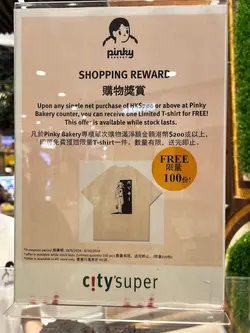 pinky
BAKERY
SHOPPING REWARD
購物獎賞
Upon any single net purchase of HK$200 or above at Pinky
Bakery counter, you can receive one Limited T-shirt for FREE!
This offer is available while stock lasts.
凡於Pinky Bakery專櫃單次購物滿淨額金額港幣$200或以上，
即可免費獲贈限量T-shirt一件，數量有限，送完即止。
FREE
限量
100份!
c!ty'super